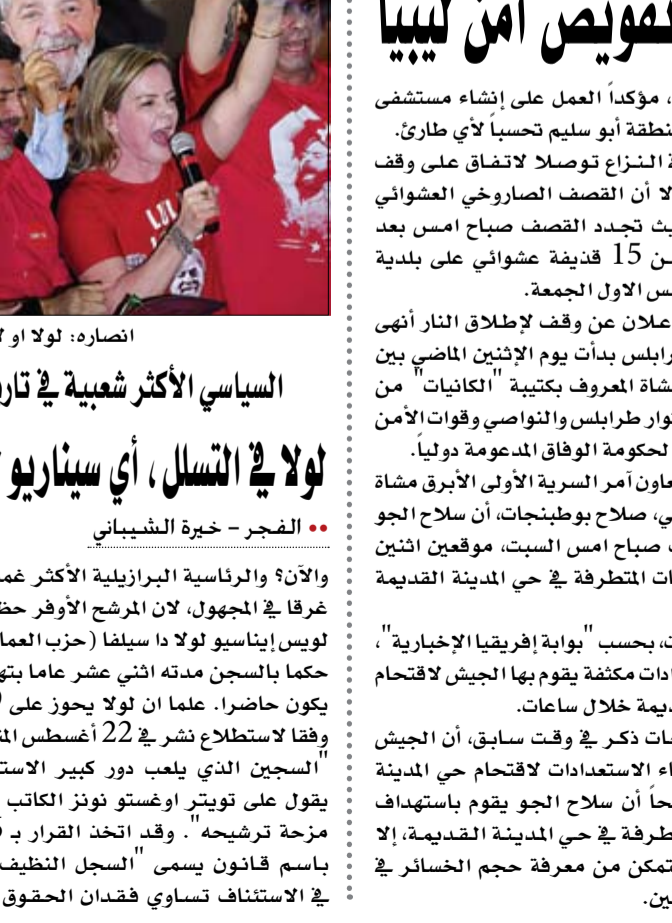 تفويض أمن ليبيا
، مؤكداً العمل على إنشاء مستشفى
نطقة أبو سليم تحسباً لأي طارئ.
ة النزاع توصلا لاتفاق على وقف
لا أن القصف الصاروخي العشوائي
يث تجدد القصف صباح امس بعد
ـن 15 قذيفة عشوائي على بلدية
س الاول الجمعة.
علان عن وقف لإطلاق النار أنهى
رابلس بدأت يوم الإثنين الماضي بين
شاة المعروف بكتيبة "الكانيات" من
وار طرابلس والنواصي وقوات الأمن
لحكومة الوفاق المدعومة دولياً.
عاون آمر السرية الأولى الأبرق مشاة
ي، صلاح بوطبنجات، أن سلاح الجو
صباح امس السبت، موقعين اثنين
ات المتطرفة في حي المدينة القديمة
ت، بحسب "بوابة إفريقيا الإخبارية"،
ادات مكثفة يقوم بها الجيش لاقتحام
ديمة خلال ساعات.
ات ذكر في وقت سابق، أن الجيش
اء الاستعدادات لاقتحام حي المدينة
حاً أن سلاح الجو يقوم باستهداف
طرفة في حي المدينة القديمة، إلا
تمكن من معرفة حجم الخسائر في
ين.
انصاره: لولا او لا
السياسي الأكثر شعبية في تار
لولا في التسلل، أي سيناريو
•• الفجر – خيرة الشيباني
والآن؟ والرئاسية البرازيلية الأكثر غم
غرقا في المجهول، لان المرشح الأوفر حظ
لويس إيناسيو لولا دا سيلفا (حزب العما
حكما بالسجن مدته اثني عشر عاما بته
يكون حاضرا. علما ان لولا يحوز على
وفقا لاستطلاع نشر في 22 أغسطس الم
"السجين الذي يلعب دور كبير الاست
يقول على تويتر اوغستو نونز الكاتب
مزحة ترشيحه". وقد اتخذ القرار بـ
باسم قانون يسمى "السجل النظيف
في الاستئناف تساوي فقدان الحقوق